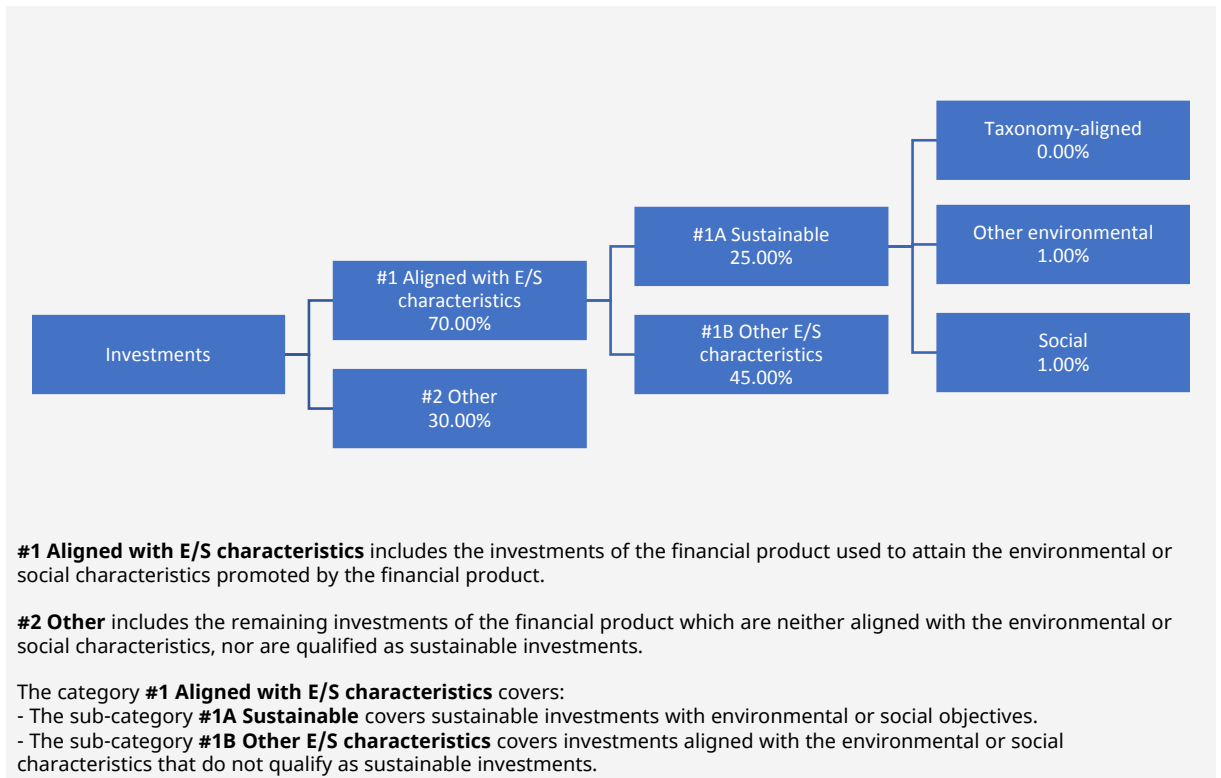 Investments
#1 Aligned with E/S
characteristics
70.00%
#2 Other
30.00%
#1A Sustainable
25.00%
#1B Other E/S
characteristics
45.00%
Taxonomy-aligned
0.00%
Other environmental
1.00%
Social
1.00%
#1 Aligned with E/S characteristics includes the investments of the financial product used to attain the environmental or
social characteristics promoted by the financial product.
#2 Other includes the remaining investments of the financial product which are neither aligned with the environmental or
social characteristics, nor are qualified as sustainable investments.
The category #1 Aligned with E/S characteristics covers:
- The sub-category #1A Sustainable covers sustainable investments with environmental or social objectives.
- The sub-category #1B Other E/S characteristics covers investments aligned with the environmental or social
characteristics that do not qualify as sustainable investments.